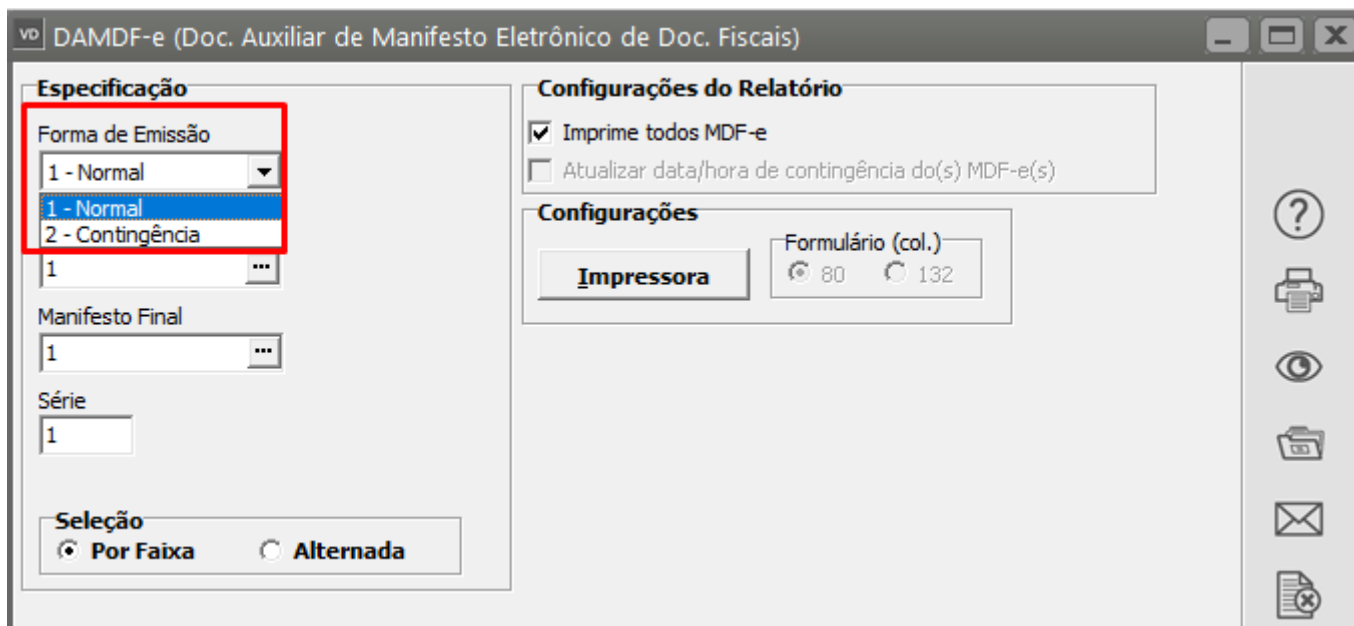 VD DAMDF-e (Doc. Auxiliar de Manifesto Eletrônico de Doc. Fiscais)
Especificação
Forma de Emissão
1 - Normal
1 - Normal
2 - Contingência
1 ...
Manifesto Final
1 ...
Série
1
Seleção
Por Faixa Alternada
Configurações do Relatório
Imprime todos MDF-e
Atualizar data/hora de contingência do(s) MDF-e(s)
Configurações
Impressora
Formulário (col.)
80 132
?